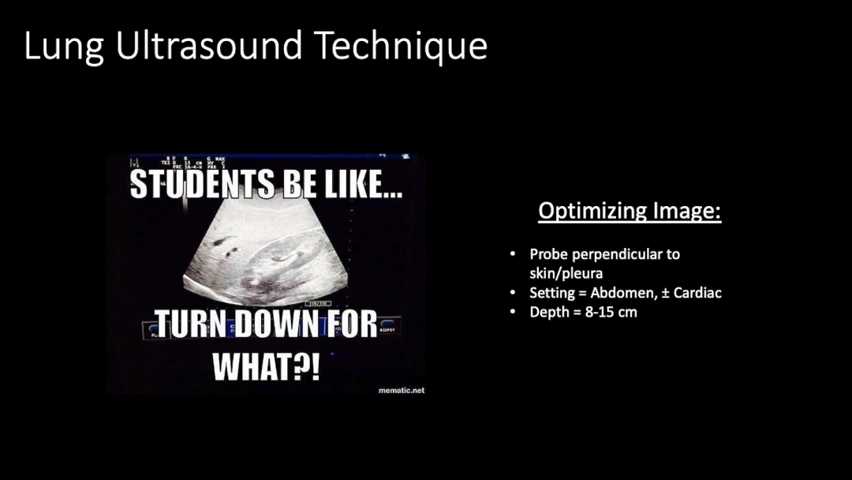 Lung Ultrasound Technique
STUDENTS BE LIKE...
TURN DOWN FOR
WHAT?!
mematic.net
Optimizing Image:
• Probe perpendicular to
skin/pleura
• Setting = Abdomen, ± Cardiac
• Depth = 8-15 cm